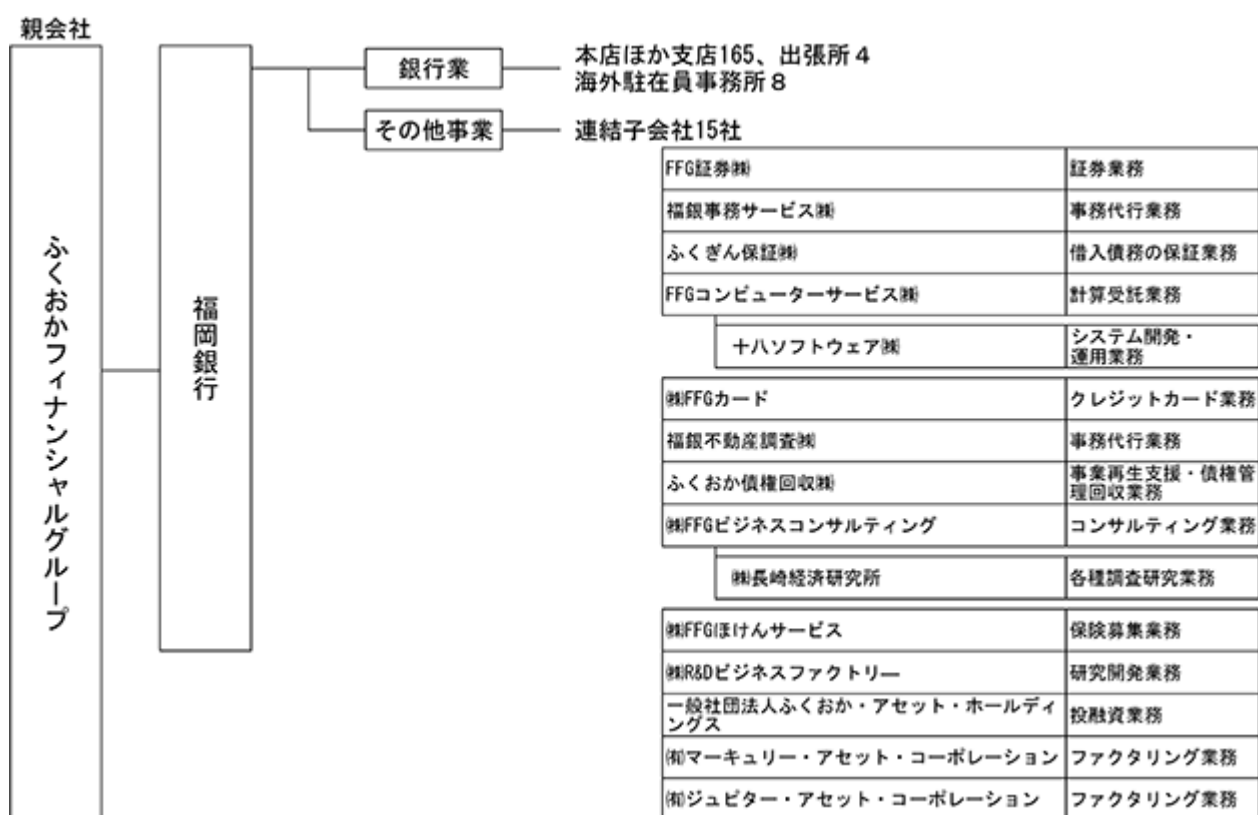 親会社
ふくおかフィナンシャルグループ
福岡銀行
銀行業
本店ほか支店165、出張所４
海外駐在員事務所８
その他事業
連結子会社15社
FFG証券㈱
証券業務
福銀事務サービス㈱
事務代行業務
ふくぎん保証㈱
借入債務の保証業務
FFGコンピューターサービス㈱
計算受託業務
十八ソフトウェア㈱
システム開発・
運用業務
㈱FFGカード
クレジットカード業務
福銀不動産調査㈱
事務代行業務
ふくおか債権回収㈱
事業再生支援・債権管
理回収業務
㈱FFGビジネスコンサルティング
コンサルティング業務
㈱長崎経済研究所
各種調査研究業務
㈱FFGほけんサービス
保険募集業務
㈱R&Dビジネスファクトリー
研究開発業務
一般社団法人ふくおか・アセット・ホールディ
ングス
投融資業務
㈲マーキュリー・アセット・コーポレーション
ファクタリング業務
㈲ジュピター・アセット・コーポレーション
ファクタリング業務